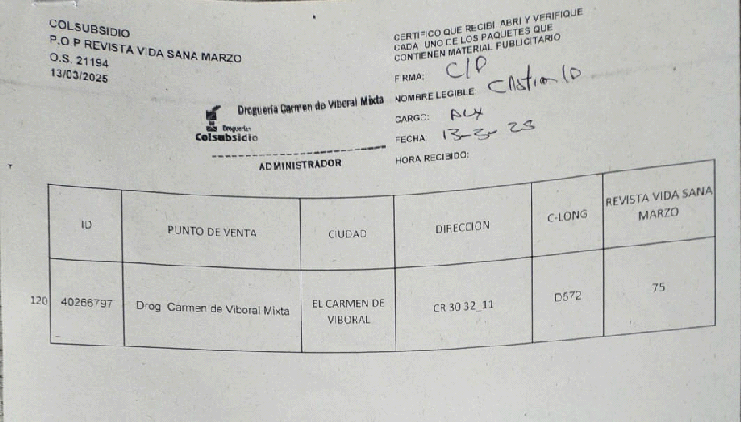 COLSUBSIDIO
P.O P REVISTA VIDA SANA MARZO
O.S. 21194
13/03/2025
CERTIFICO QUE RECIBI ABRI Y VERIFIQUE
CADA UNO DE LOS PAQUETES QUE
CONTIENEN MATERIAL PUBLICITARIO
FIRMA:
NOMBRE LEGIBLE:
CARGO: Aux
FECHA 13-3-25
HORA RECIBIDO:
Droguería Carmen de Viboral Mixta
Droguerías
Colsubsidio
ADMINISTRADOR
ID PUNTO DE VENTA CIUDAD DIRECCION C-LONG REVISTA VIDA SANA MARZO
120 40266797 Drog Carmen de Viboral Mixta EL CARMEN DE VIBORAL CR 30 32_11 D572 75